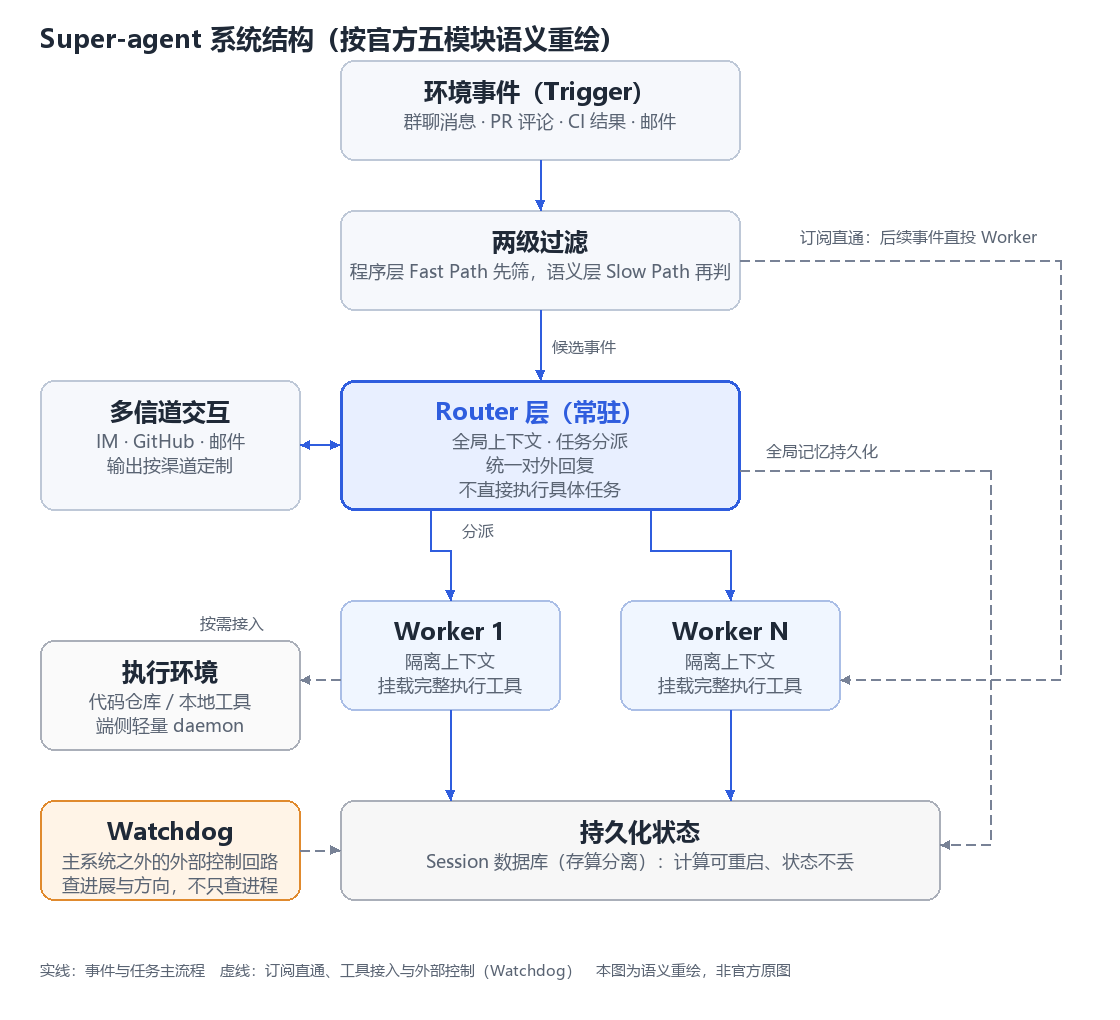 Super-agent 系统结构（按官方五模块语义重绘）
环境事件（Trigger）
群聊消息 · PR 评论 · CI 结果 · 邮件
两级过滤
程序层 Fast Path 先筛，语义层 Slow Path 再判
订阅直通：后续事件直投 Worker
候选事件
多信道交互
IM · GitHub · 邮件
输出按渠道定制
Router 层（常驻）
全局上下文 · 任务分派
统一对外回复
不直接执行具体任务
全局记忆持久化
分派
Worker 1
隔离上下文
挂载完整执行工具
Worker N
隔离上下文
挂载完整执行工具
按需接入
执行环境
代码仓库 / 本地工具
端侧轻量 daemon
Watchdog
主系统之外的外部控制回路
查进展与方向，不只查进程
持久化状态
Session 数据库（存算分离）：计算可重启、状态不丢
实线：事件与任务主流程　虚线：订阅直通、工具接入与外部控制（Watchdog）　本图为语义重绘，非官方原图